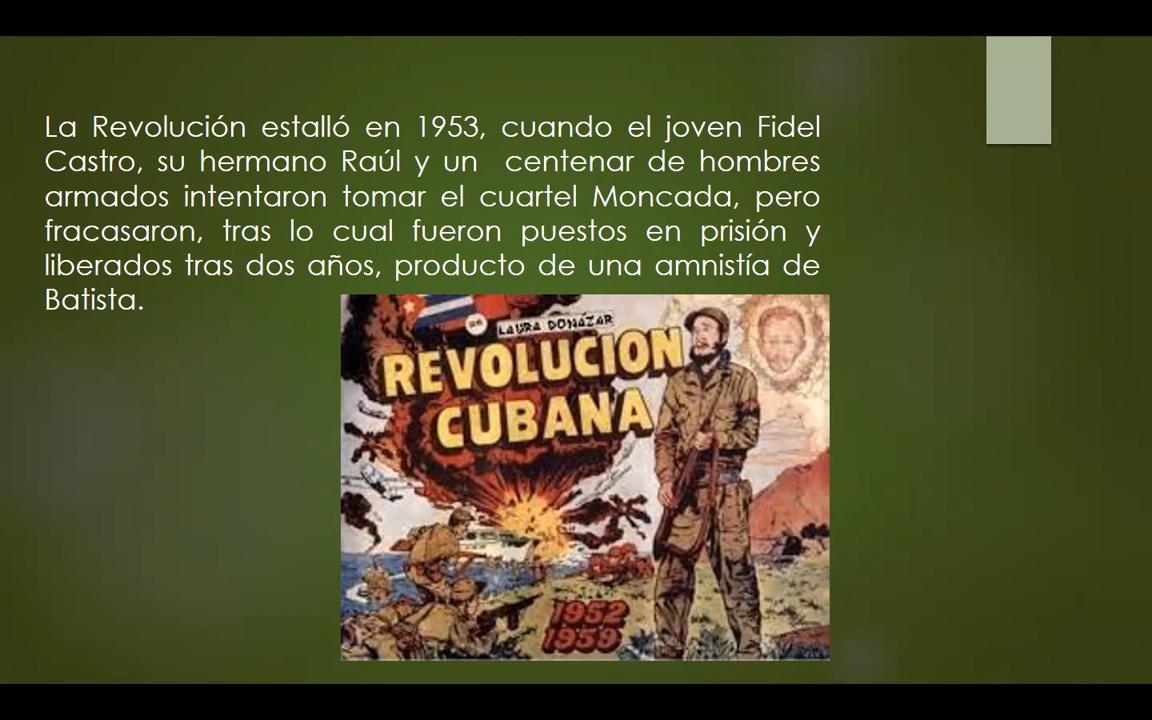 La Revolución estalló en 1953, cuando el joven Fidel
Castro, su hermano Raúl y un centenar de hombres
armados intentaron tomar el cuartel Moncada, pero
fracasaron, tras lo cual fueron puestos en prisión y
liberados tras dos años, producto de una amnistía de
Batista.
LAURA DONÁZAR
REVOLUCION
CUBANA
1952
1959